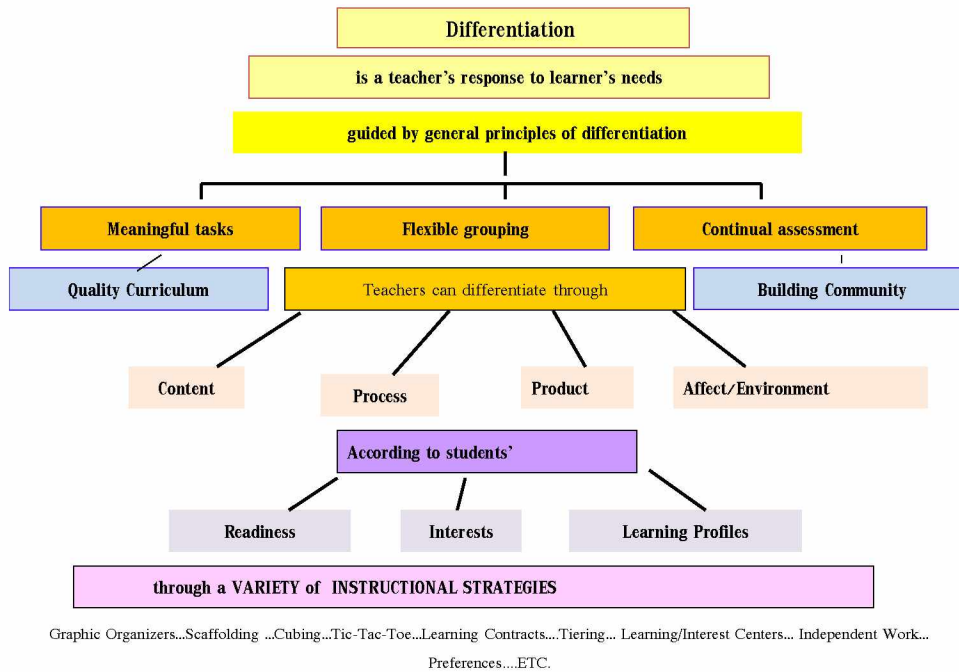 Differentiation
is a teacher's response to learner's needs
guided by general principles of differentiation
Meaningful tasks
Flexible grouping
Continual assessment
Quality Curriculum
Teachers can differentiate through
Building Community
Content
Process
Product
Affect/Environment
According to students'
Readiness
Interests
Learning Profiles
through a VARIETY of INSTRUCTIONAL STRATEGIES
Graphic Organizers...Scaffolding ...Cubing...Tic-Tac-Toe...Learning Contracts....Tiering... Learning/Interest Centers... Independent Work...
Preferences....ETC.